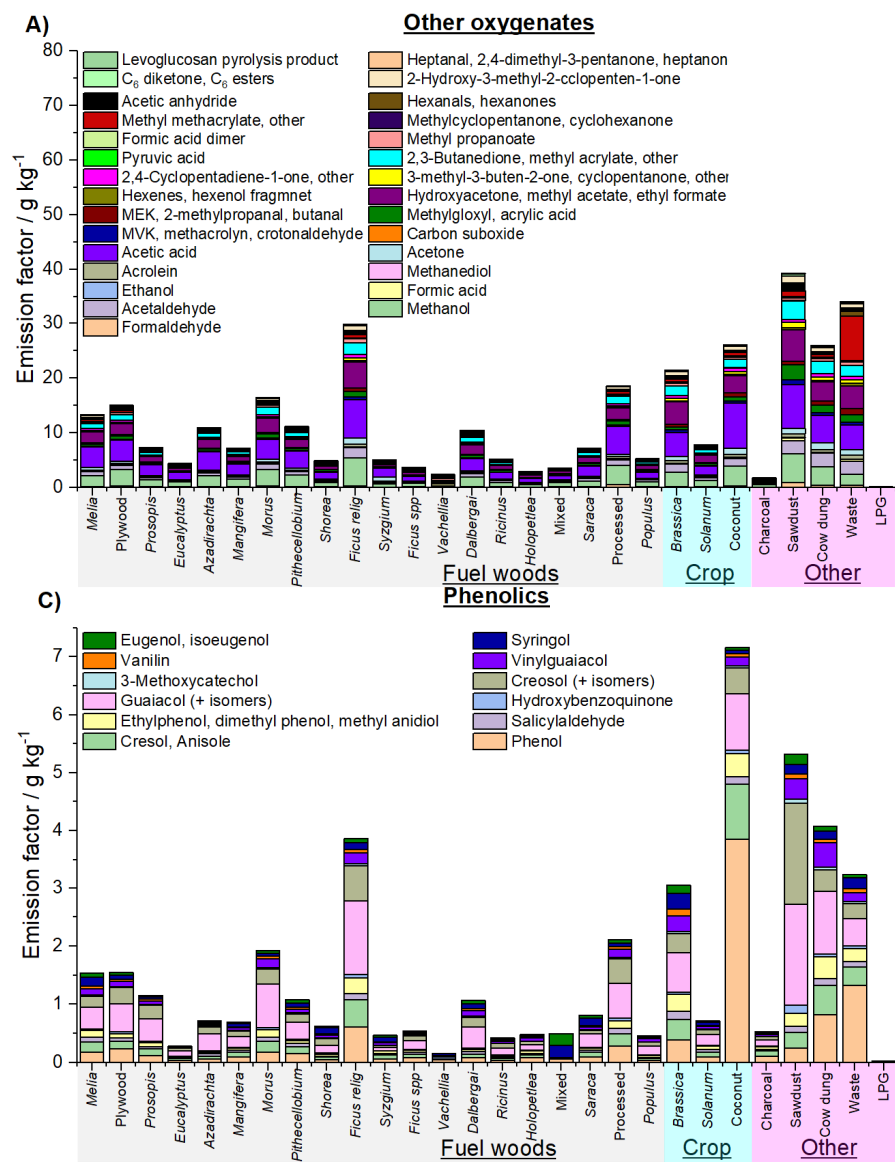 A)
Other oxygenates
80
70
60
50
40
30
20
10
0
Emission factor / g kg⁻¹
Levoglucosan pyrolysis product
C₆ diketone, C₆ esters
Acetic anhydride
Methyl methacrylate, other
Formic acid dimer
Pyruvic acid
2,4-Cyclopentadiene-1-one, other
Hexenes, hexenol fragmnet
MEK, 2-methylpropanal, butanal
MVK, methacrolyn, crotonaldehyde
Acetic acid
Acrolein
Ethanol
Acetaldehyde
Formaldehyde
Heptanal, 2,4-dimethyl-3-pentanone, heptanon
2-Hydroxy-3-methyl-2-cclopenten-1-one
Hexanals, hexanones
Methylcyclopentanone, cyclohexanone
Methyl propanoate
2,3-Butanedione, methyl acrylate, other
3-methyl-3-buten-2-one, cyclopentanone, other
Hydroxyacetone, methyl acetate, ethyl formate
Methylgloxyl, acrylic acid
Carbon suboxide
Acetone
Methanediol
Formic acid
Methanol
Melia
Plywood
Prosopis
Eucalyptus
Azadirachta
Mangifera
Morus
Pithecellobium
Shorea
Ficus relig
Syzgium
Ficus spp
Vachellia
Dalbergai
Ricinus
Holopetlea
Mixed
Saraca
Processed
Populus
Brassica
Solanum
Coconut
Charcoal
Sawdust
Cow dung
Waste
LPG
Fuel woods
Crop
Other
C)
Phenolics
7
6
5
4
3
2
1
0
Emission factor / g kg⁻¹
Eugenol, isoeugenol
Vanilin
3-Methoxycatechol
Guaiacol (+ isomers)
Ethylphenol, dimethyl phenol, methyl anidiol
Cresol, Anisole
Syringol
Vinylguaiacol
Creosol (+ isomers)
Hydroxybenzoquinone
Salicylaldehyde
Phenol
Melia
Plywood
Prosopis
Eucalyptus
Azadirachta
Mangifera
Morus
Pithecellobium
Shorea
Ficus relig
Syzgium
Ficus spp
Vachellia
Dalbergai
Ricinus
Holopetlea
Mixed
Saraca
Processed
Populus
Brassica
Solanum
Coconut
Charcoal
Sawdust
Cow dung
Waste
LPG
Fuel woods
Crop
Other